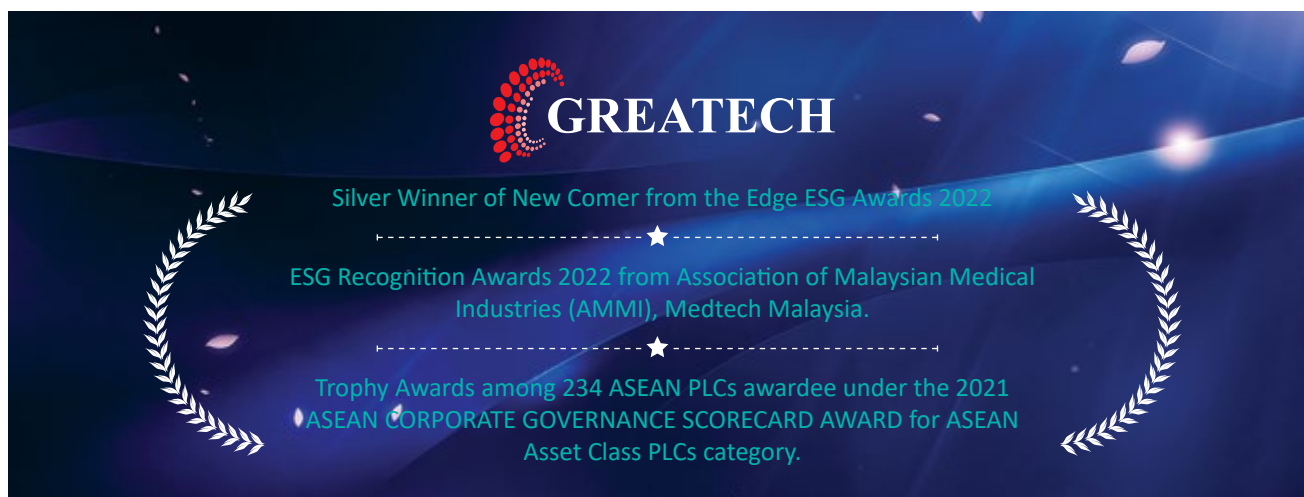 GREATECH
Silver Winner of New Comer from the Edge ESG Awards 2022
ESG Recognition Awards 2022 from Association of Malaysian Medical
Industries (AMMI), Medtech Malaysia.
Trophy Awards among 234 ASEAN PLCs awardee under the 2021
ASEAN CORPORATE GOVERNANCE SCORECARD AWARD for ASEAN
Asset Class PLCs category.